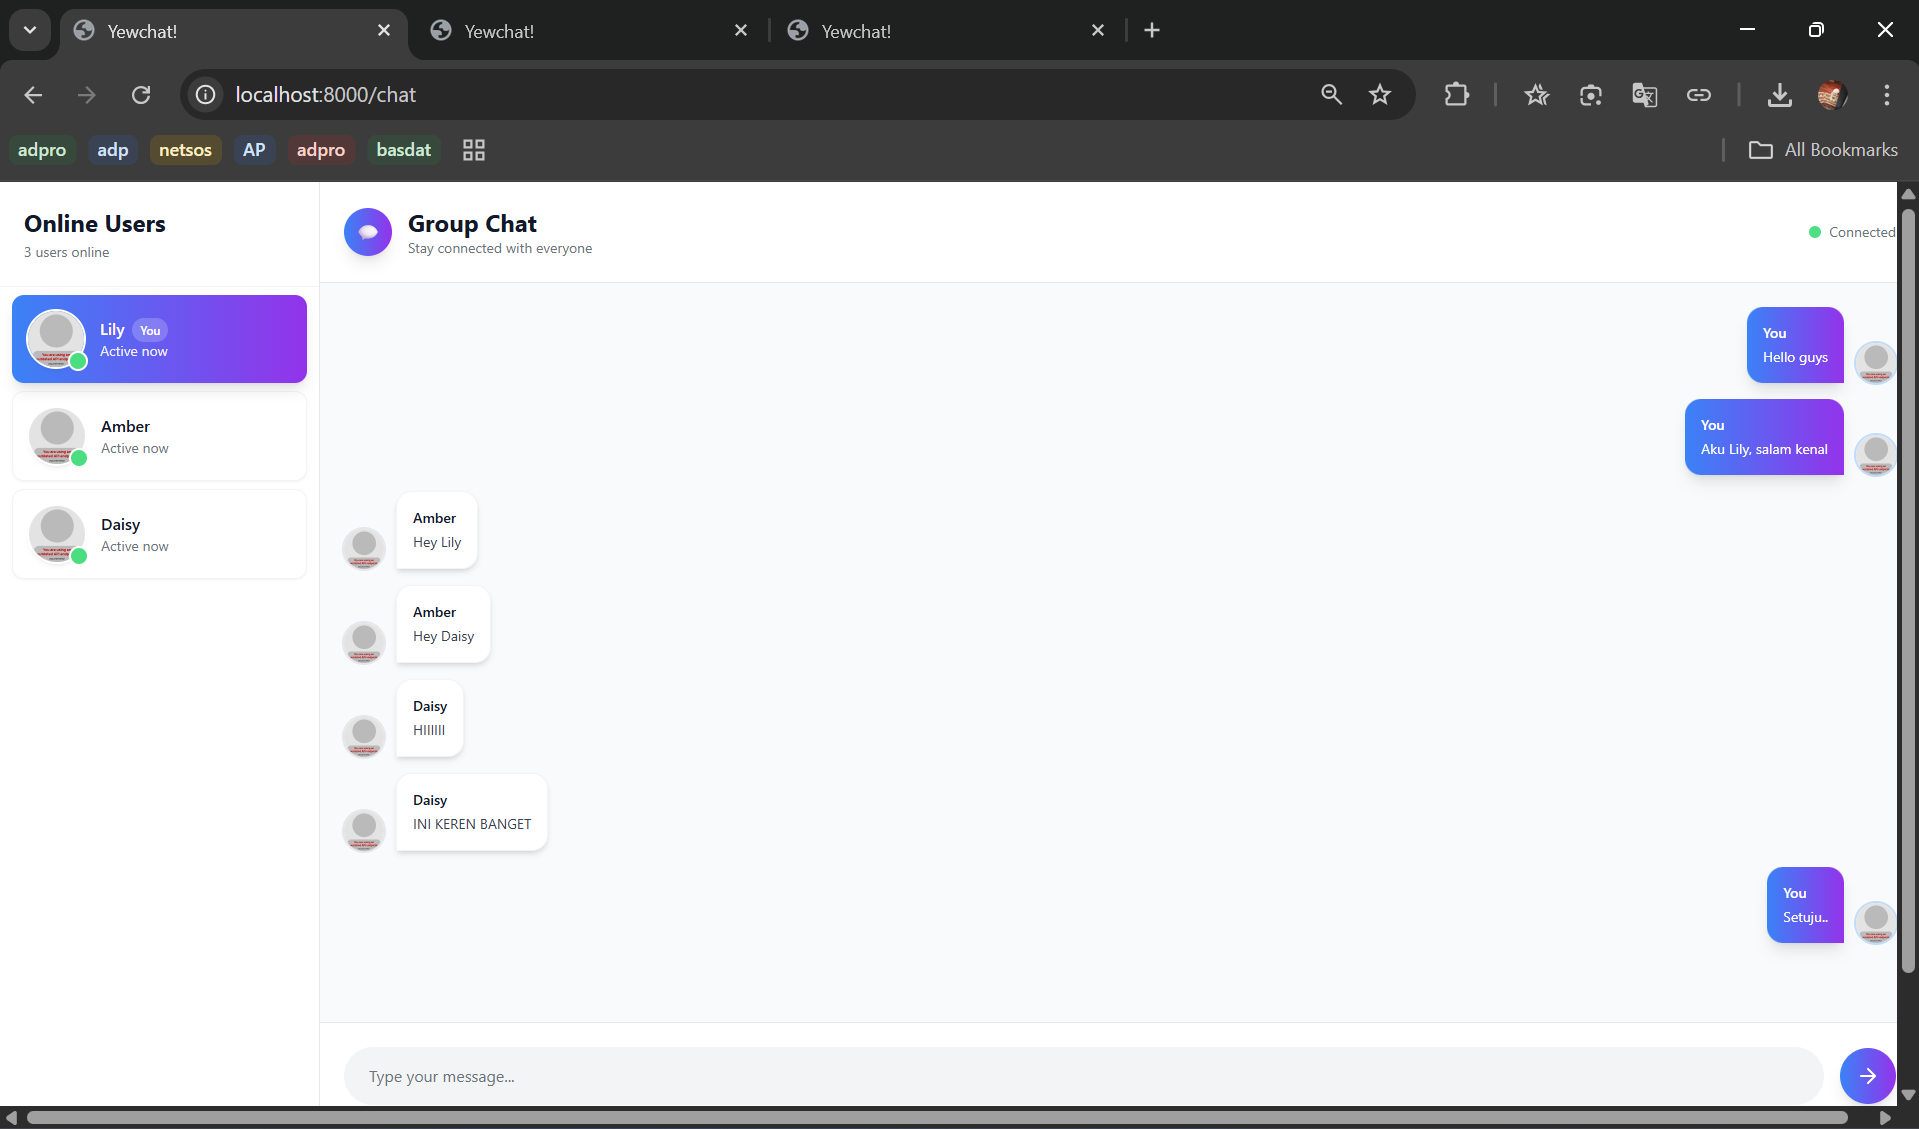 Yewchat!
Yewchat!
Yewchat!
localhost:8000/chat
adpro
adp
netsos
AP
adpro
basdat
All Bookmarks
Online Users
3 users online
Lily You
Active now
Amber
Active now
Daisy
Active now
Group Chat
Stay connected with everyone
Connected
You
Hello guys
You
Aku Lily, salam kenal
Amber
Hey Lily
Amber
Hey Daisy
Daisy
HIIIIII
Daisy
INI KEREN BANGET
You
Setuju..
Type your message...